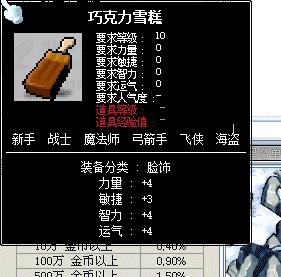 巧克力雪糕
要求等级： 10
要求力量： 0
要求敏捷： -
要求智力： -
要求运气： -
要求人气度： -
道具等级： -
道具经验值： -
新手 战士 魔法师 弓箭手 飞侠 海盗
装备分类 : 脸饰
力量 : +4
敏捷 : +3
智力 : +4
运气 : +4
10万 金币以上 0,40%
100万 金币以上 0,90%
500万 金币以上 1,50%